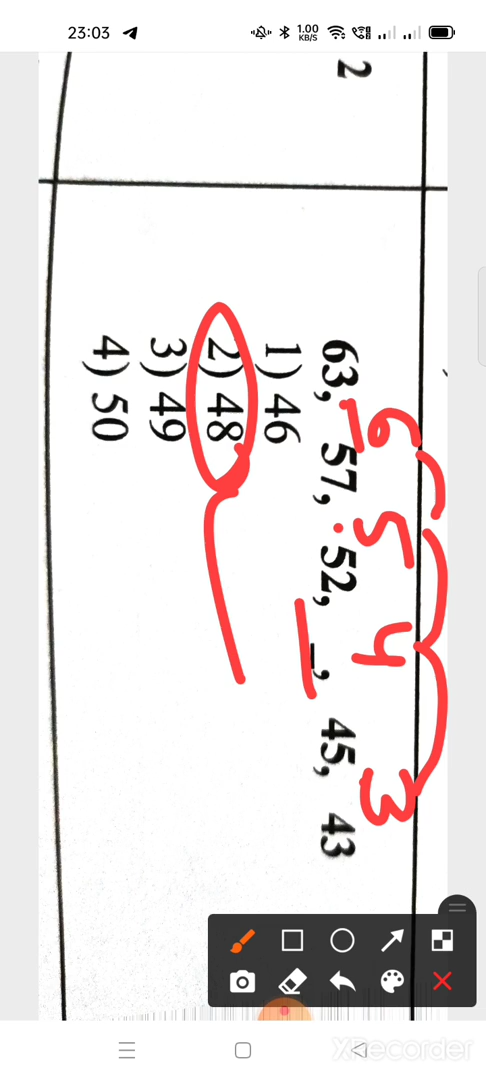 23:03 1.00 KB/S
2
6 5 4 3
63, 57, 52, _, 45, 43
1) 46
2) 48
3) 49
4) 50
XRecorder